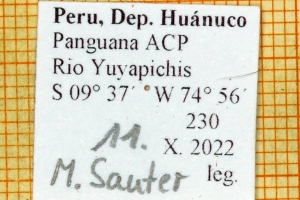 Peru, Dep. Huánuco
Panguana ACP
Rio Yuyapichis
S 09° 37´ W 74° 56´
230
11. X. 2022
M. Sauter leg.